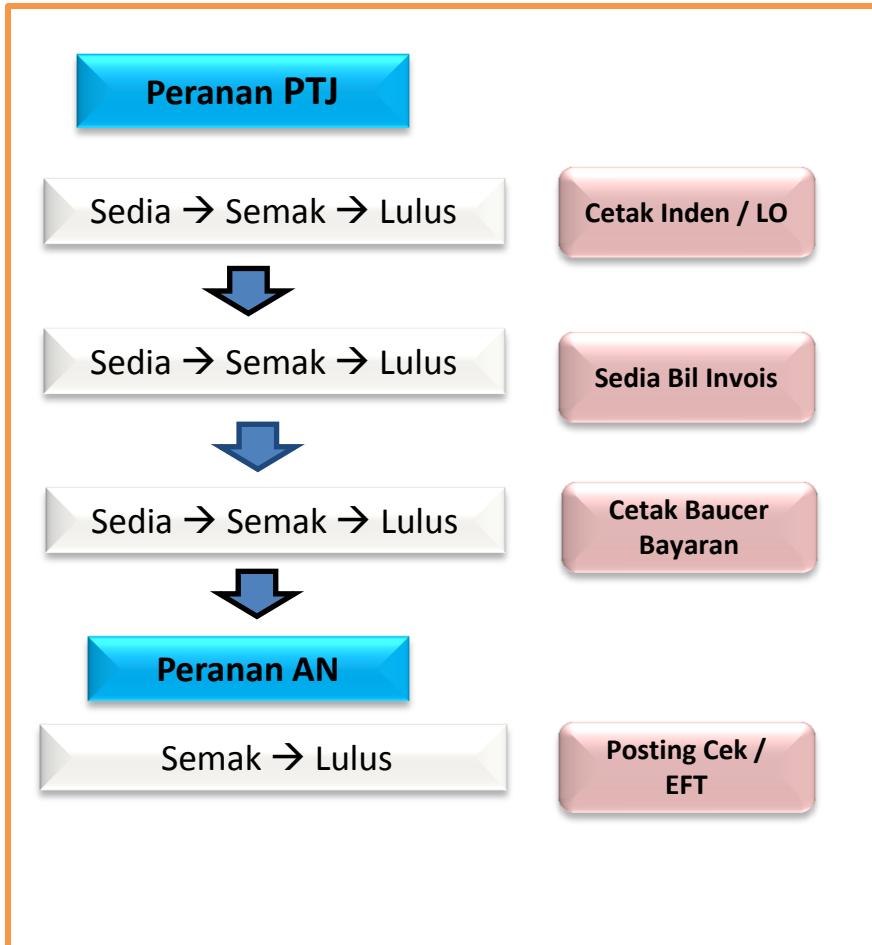 Peranan PTJ
Sedia → Semak → Lulus
Cetak Inden / LO
Sedia → Semak → Lulus
Sedia Bil Invois
Sedia → Semak → Lulus
Cetak Baucer
Bayaran
Peranan AN
Semak → Lulus
Posting Cek /
EFT